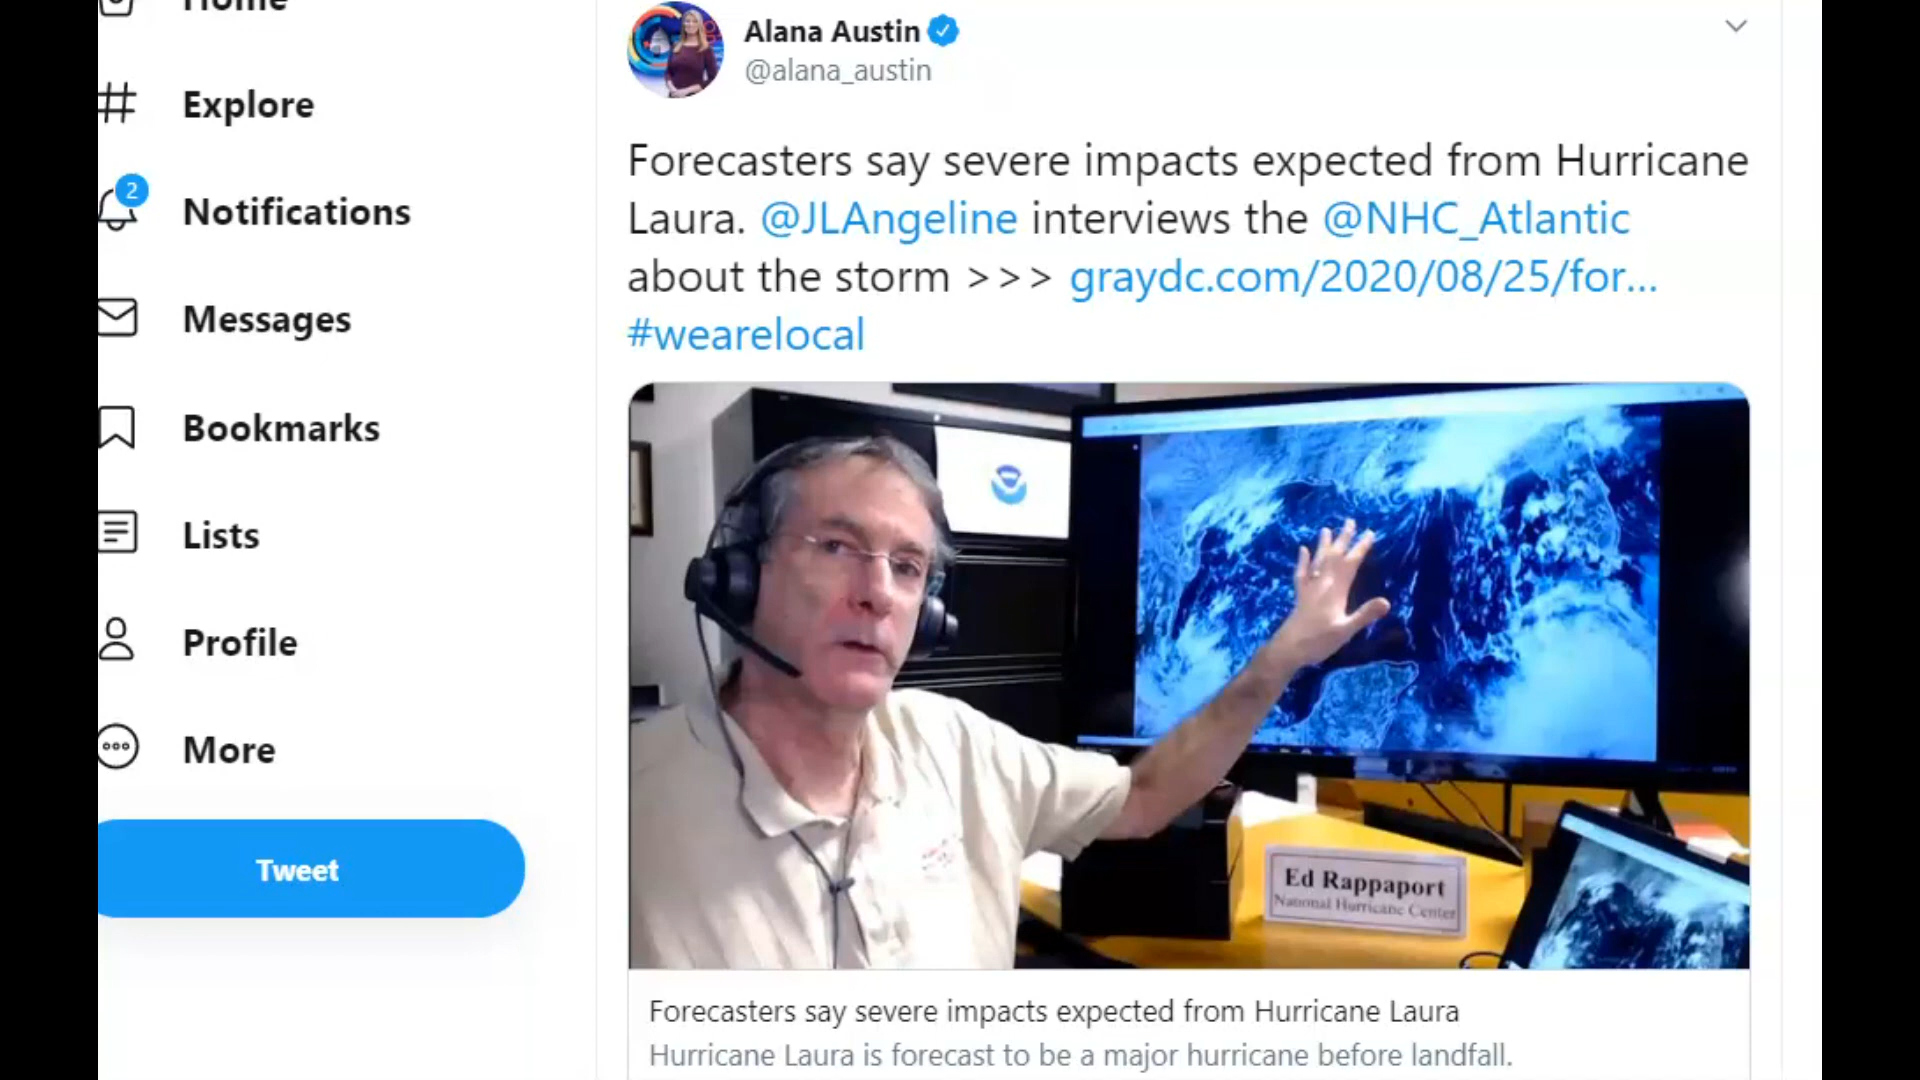 Home
Explore
2
Notifications
Messages
Bookmarks
Lists
Profile
More
Tweet
Alana Austin
@alana_austin
Forecasters say severe impacts expected from Hurricane
Laura. @JLAngeline interviews the @NHC_Atlantic
about the storm >>> graydc.com/2020/08/25/for...
#wearelocal
Ed Rappaport
National Hurricane Center
Forecasters say severe impacts expected from Hurricane Laura
Hurricane Laura is forecast to be a major hurricane before landfall.